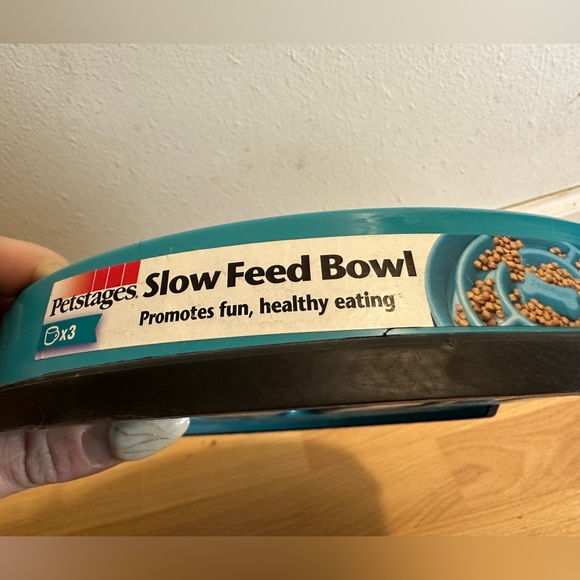 Petstages
Slow Feed Bowl
Promotes fun, healthy eating
x3